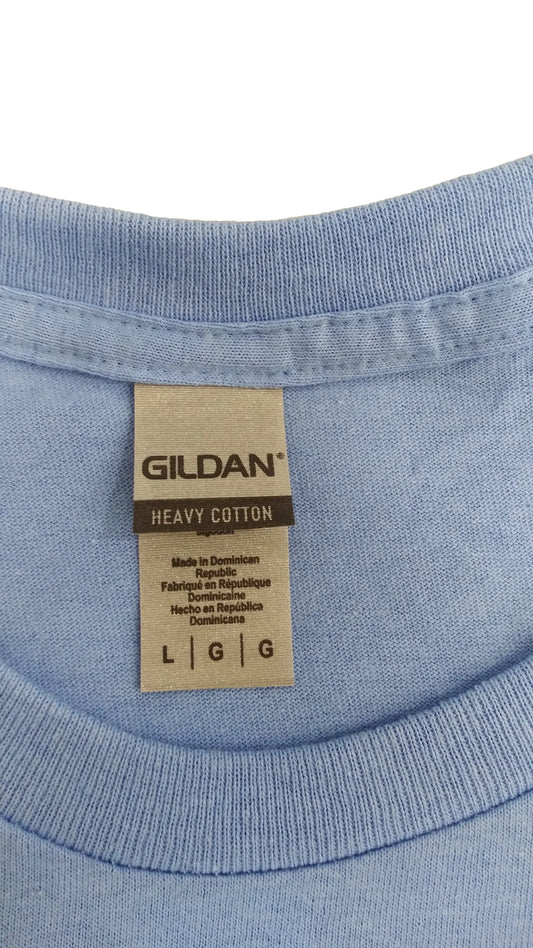 GILDAN®
HEAVY COTTON
Made in Dominican
Republic
Fabriqué en République
Dominicaine
Hecho en República
Dominicana
L | G | G